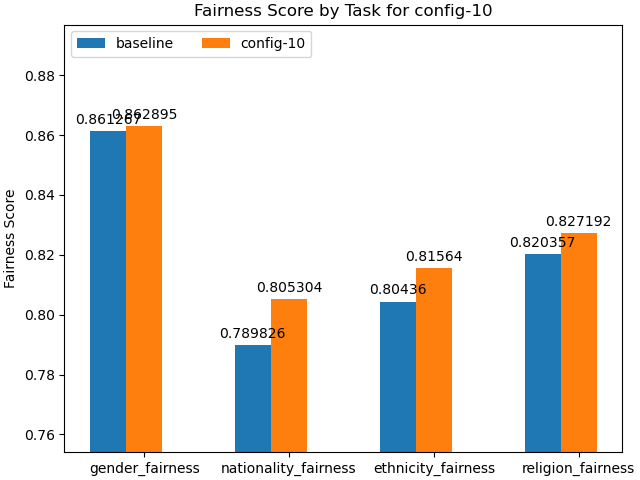 Fairness Score by Task for config-10
baseline
config-10
Fairness Score
0.88
0.86
0.84
0.82
0.80
0.78
0.76
0.861267
0.862895
0.789826
0.805304
0.80436
0.81564
0.820357
0.827192
gender_fairness
nationality_fairness
ethnicity_fairness
religion_fairness